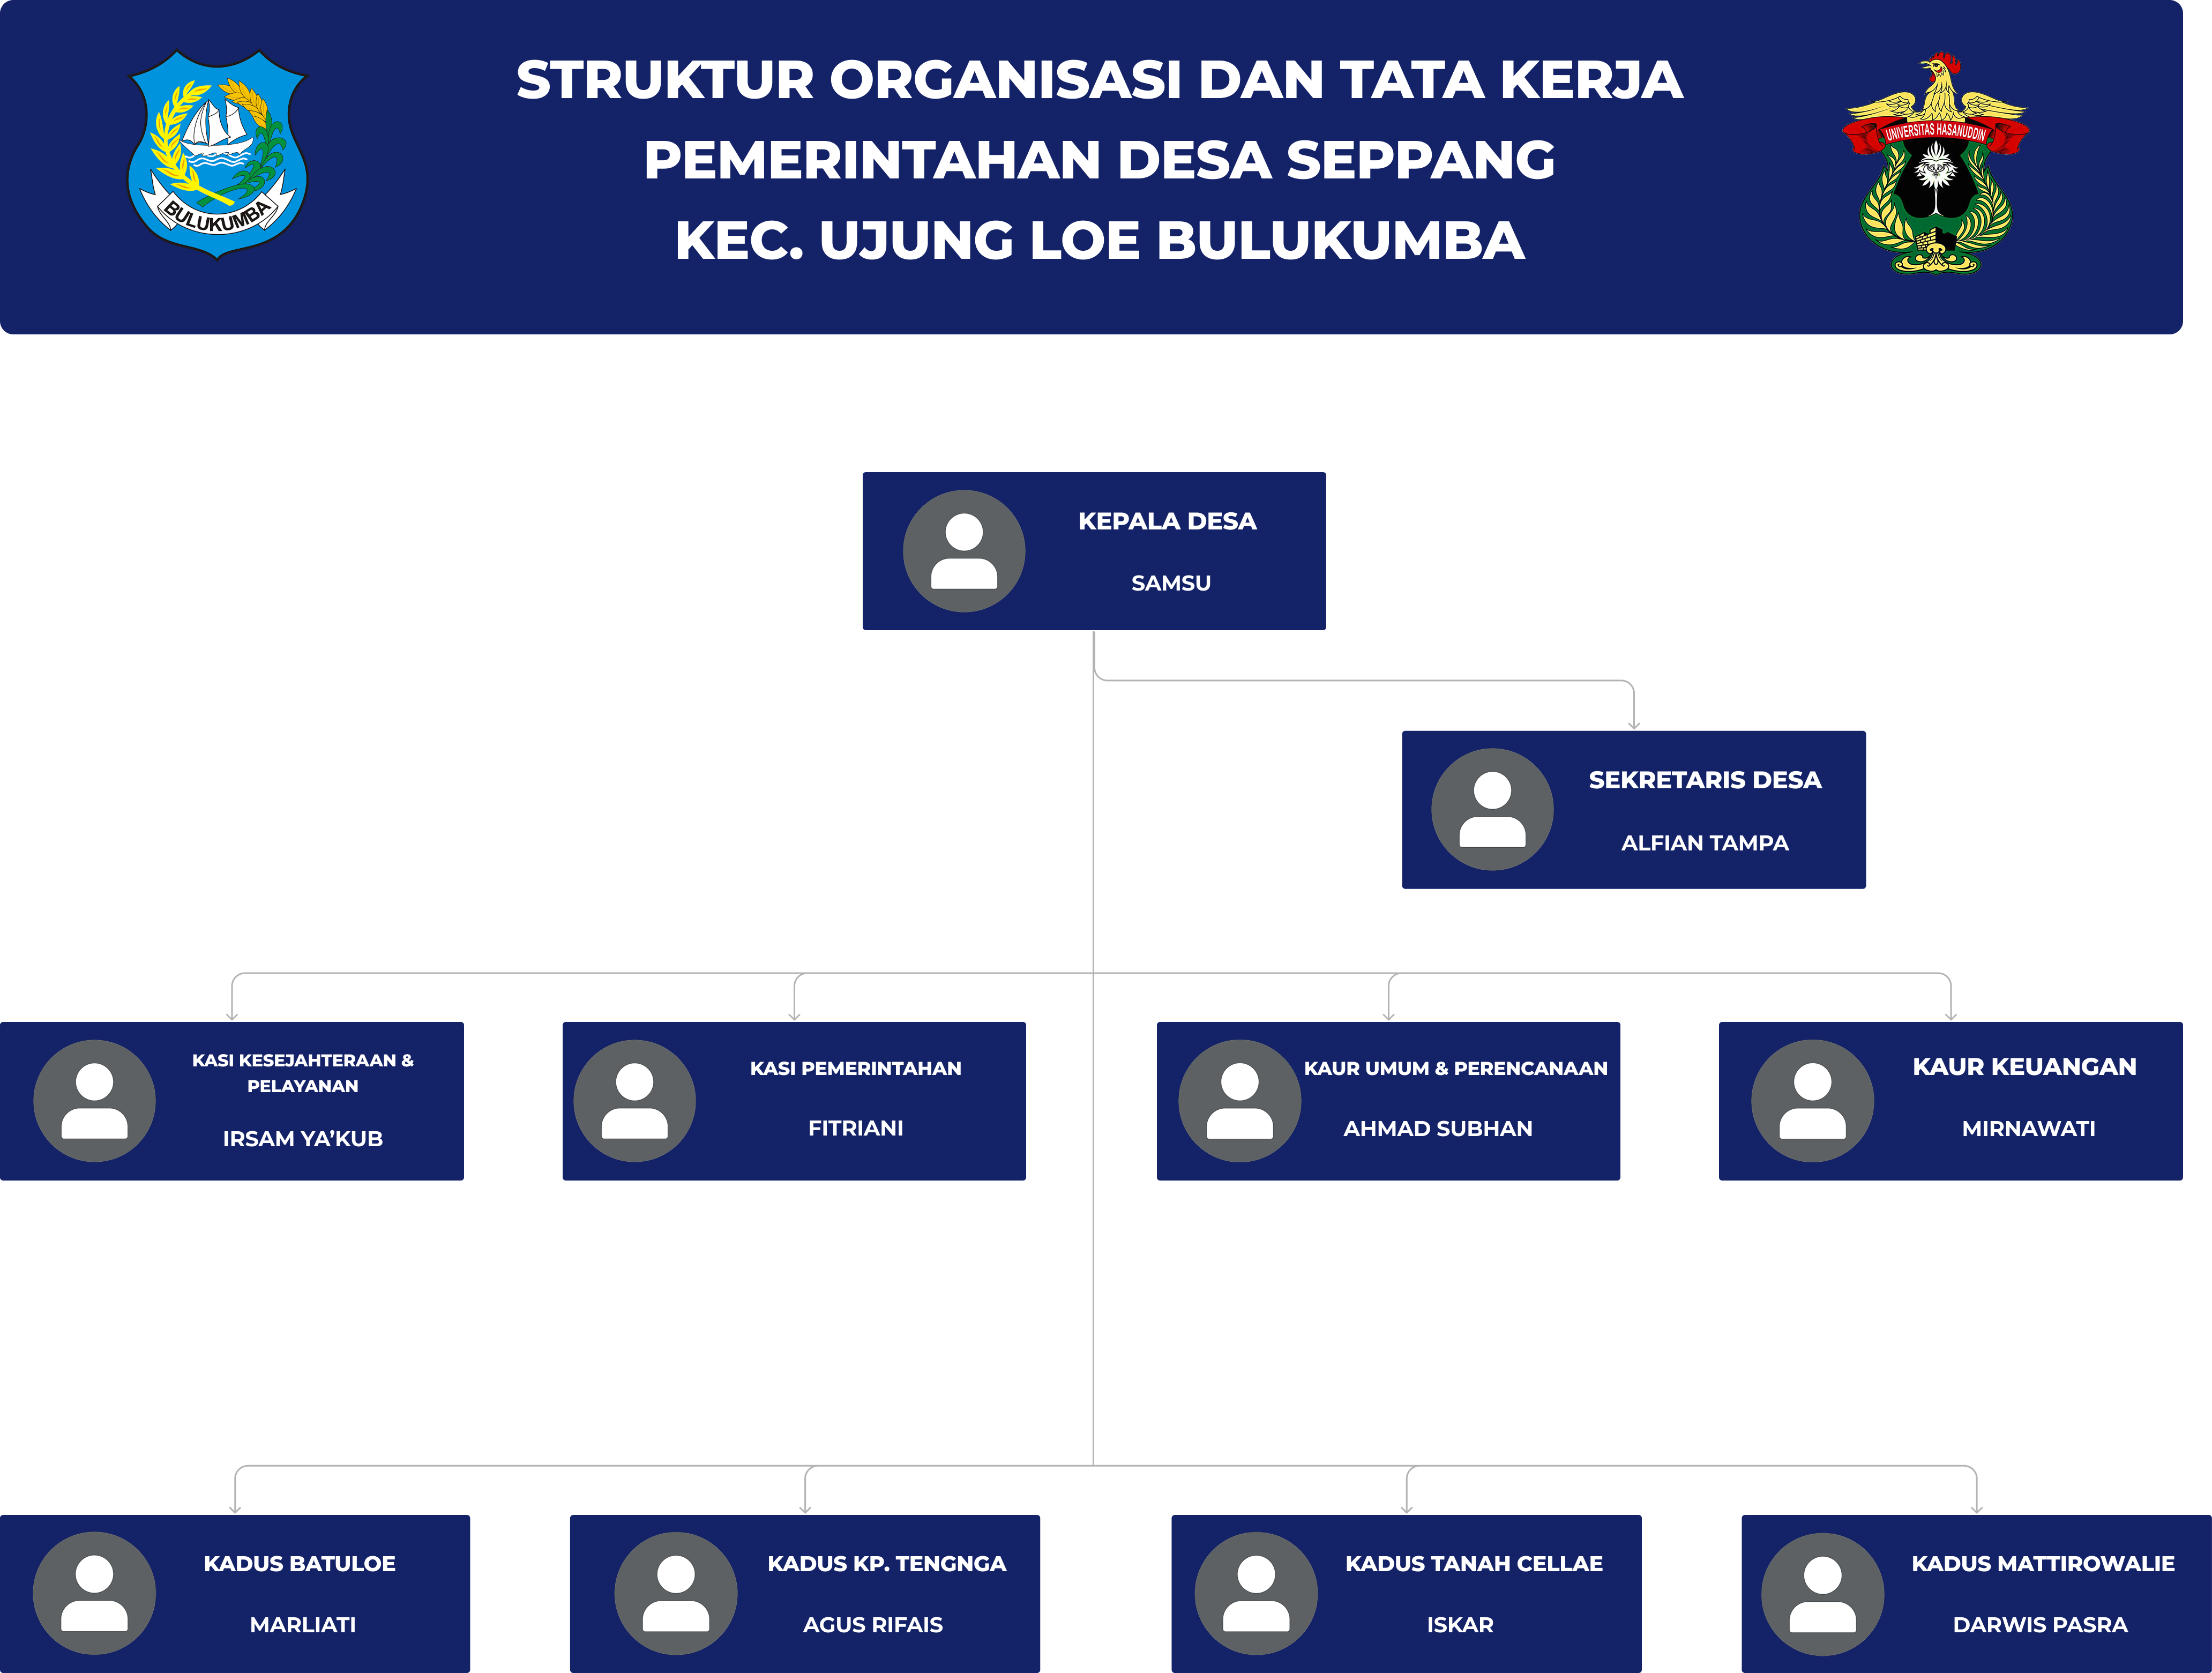 STRUKTUR ORGANISASI DAN TATA KERJA
PEMERINTAHAN DESA SEPPANG
KEC. UJUNG LOE BULUKUMBA
BULUKUMBA
UNIVERSITAS HASANUDDIN
KEPALA DESA
SAMSU
SEKRETARIS DESA
ALFIAN TAMPA
KASI KESEJAHTERAAN &
PELAYANAN
IRSAM YA’KUB
KASI PEMERINTAHAN
FITRIANI
KAUR UMUM & PERENCANAAN
AHMAD SUBHAN
KAUR KEUANGAN
MIRNAWATI
KADUS BATULOE
MARLIATI
KADUS KP. TENGNGA
AGUS RIFAIS
KADUS TANAH CELLAE
ISKAR
KADUS MATTIROWALIE
DARWIS PASRA